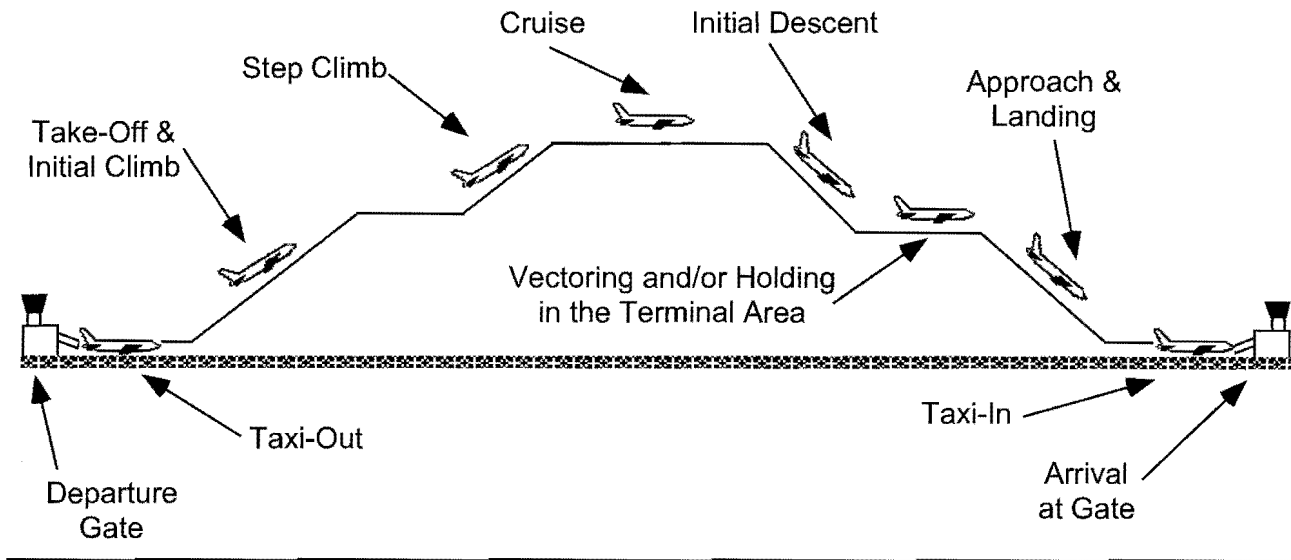 Cruise
Initial Descent
Step Climb
Approach &
Landing
Take-Off &
Initial Climb
Vectoring and/or Holding
in the Terminal Area
Taxi-Out
Taxi-In
Departure
Gate
Arrival
at Gate